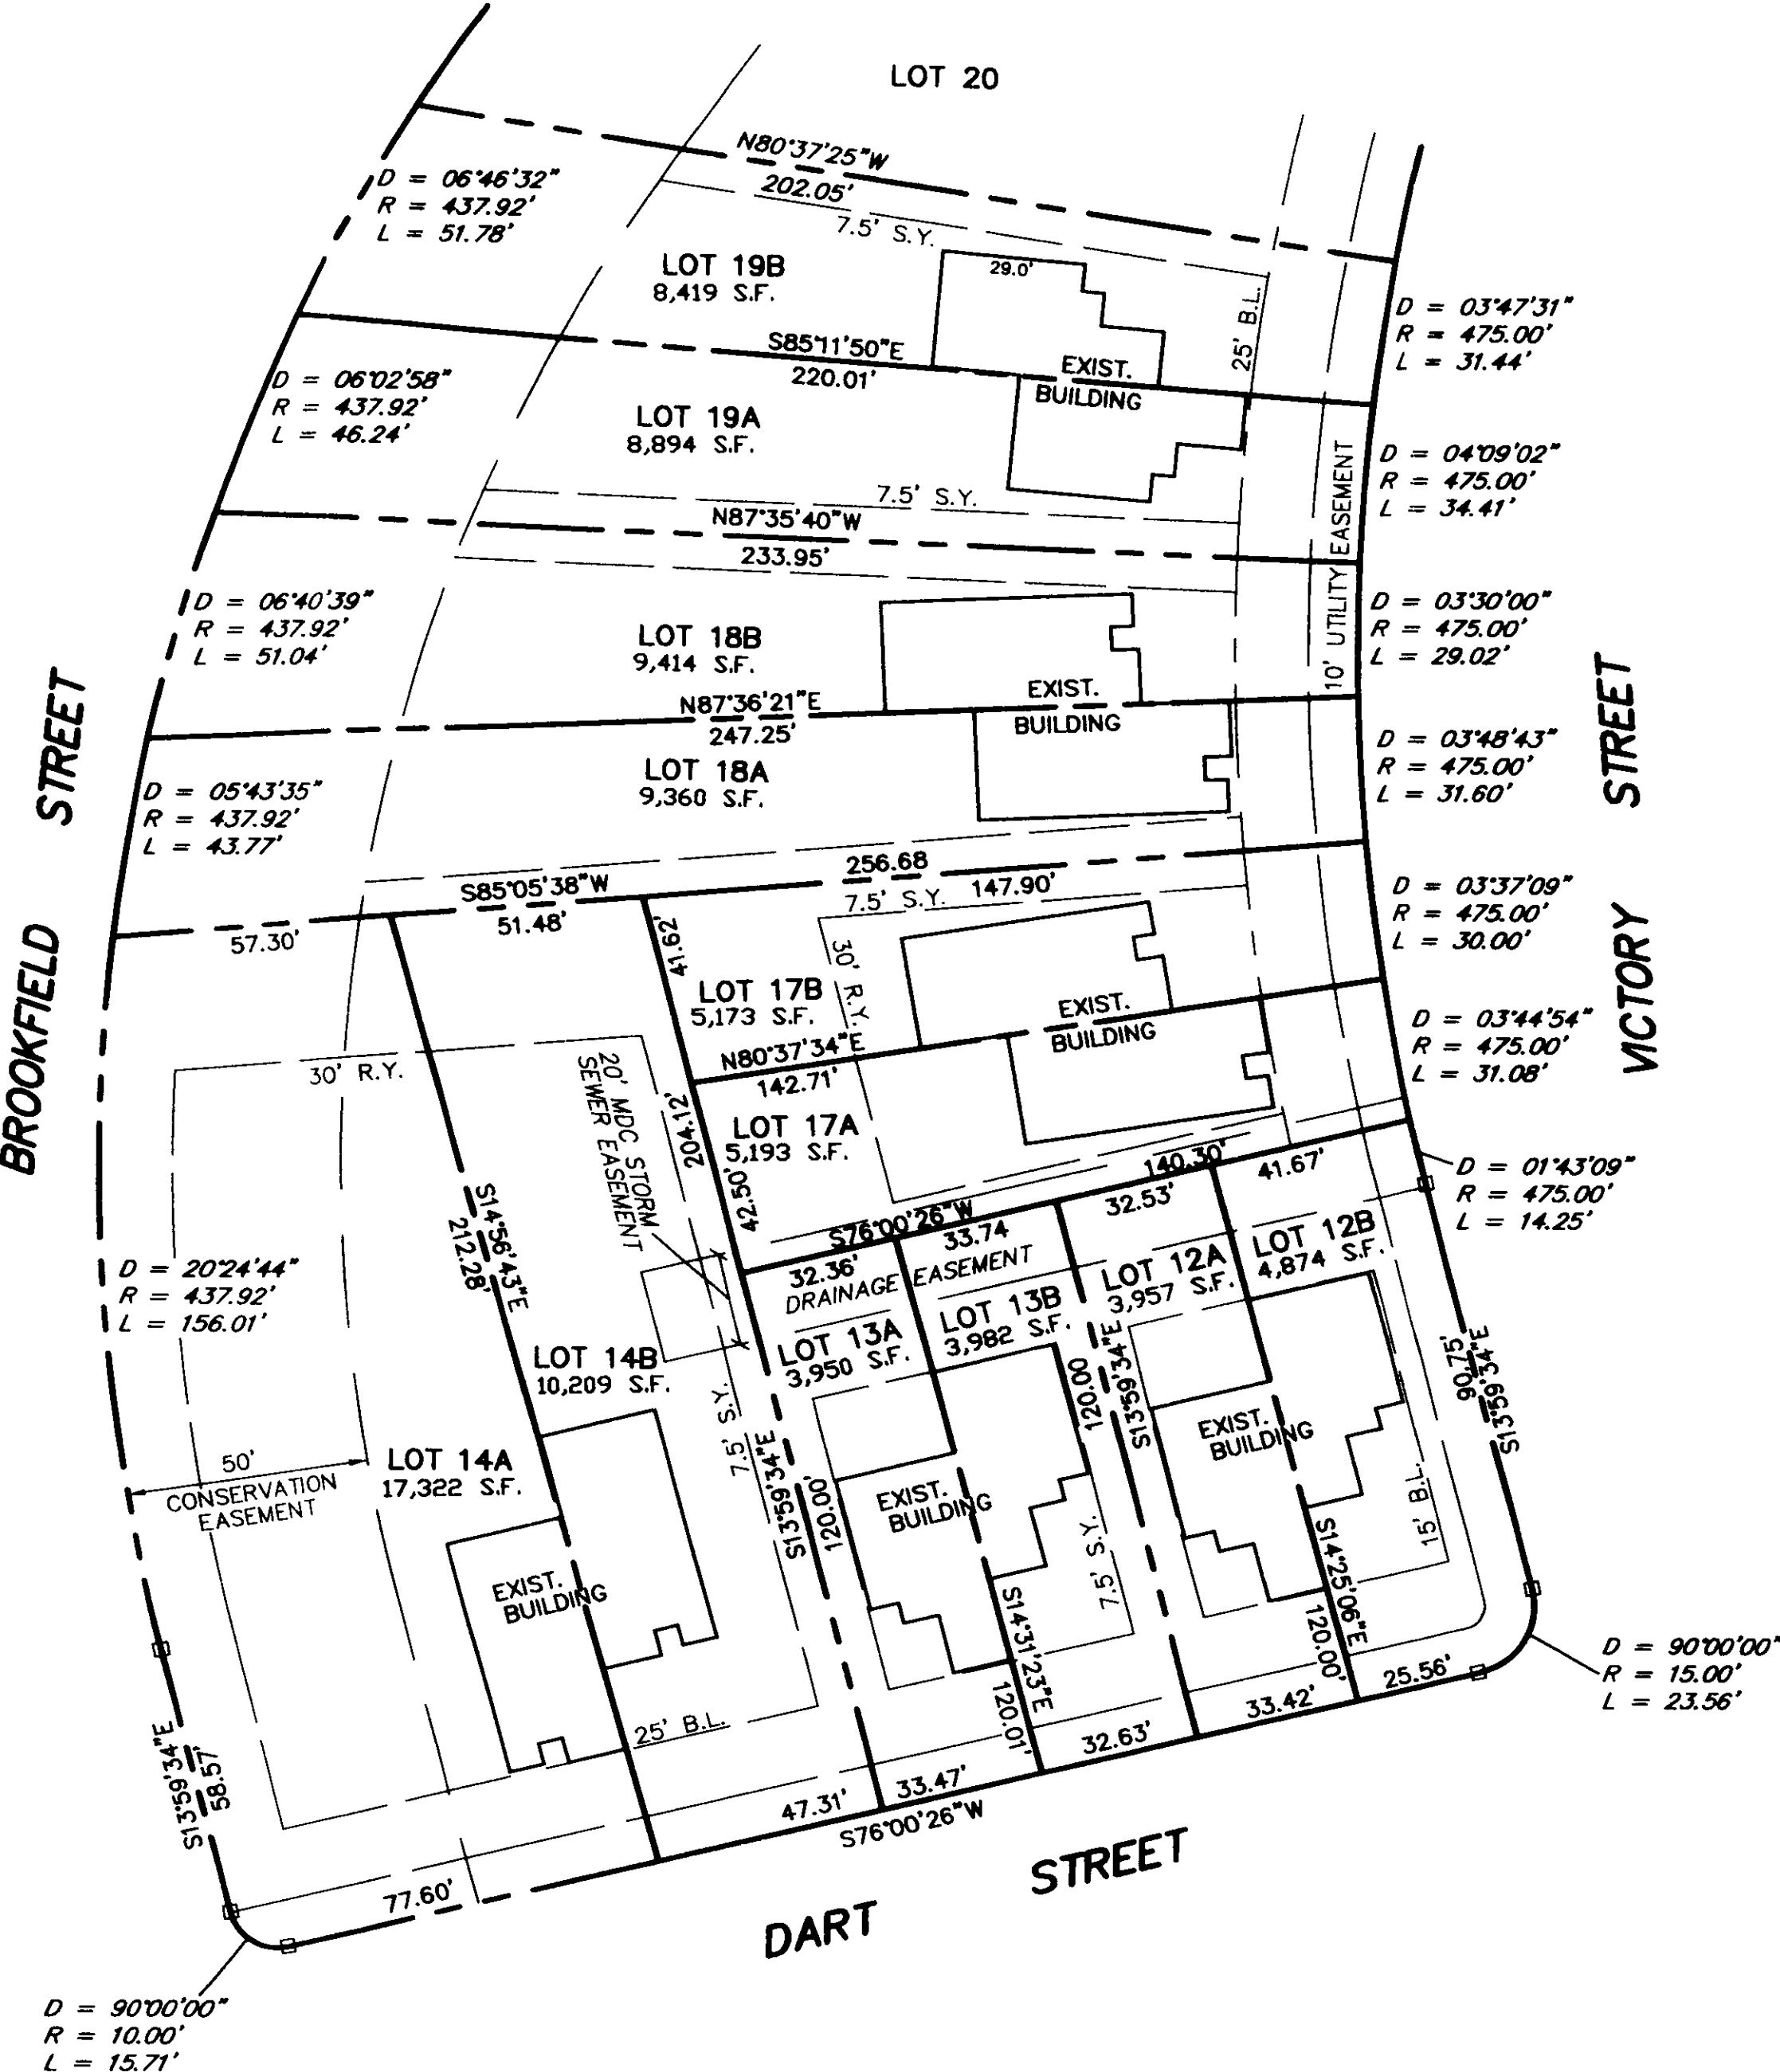 LOT 20
N80°37'25"W
202.05'
7.5' S.Y.
D = 06°46'32"
R = 437.92'
L = 51.78'
LOT 19B
8,419 S.F.
29.0'
25' B.L.
D = 03°47'31"
R = 475.00'
L = 31.44'
S85°11'50"E
220.01'
EXIST.
BUILDING
D = 06°02'58"
R = 437.92'
L = 46.24'
LOT 19A
8,894 S.F.
D = 04°09'02"
R = 475.00'
L = 34.41'
7.5' S.Y.
N87°35'40"W
233.95'
10' UTILITY EASEMENT
D = 06°40'39"
R = 437.92'
L = 51.04'
LOT 18B
9,414 S.F.
D = 03°30'00"
R = 475.00'
L = 29.02'
N87°36'21"E
247.25'
EXIST.
BUILDING
LOT 18A
9,360 S.F.
D = 03°48'43"
R = 475.00'
L = 31.60'
D = 05°43'35"
R = 437.92'
L = 43.77'
BROOKFIELD STREET
VICTORY STREET
256.68
S85°05'38"W
57.30'
51.48'
147.90'
7.5' S.Y.
41.62'
30' R.Y.
D = 03°37'09"
R = 475.00'
L = 30.00'
LOT 17B
5,173 S.F.
EXIST.
BUILDING
N80°37'34"E
142.71'
D = 03°44'54"
R = 475.00'
L = 31.08'
30' R.Y.
20' MDC STORM
SEWER EASEMENT
204.12'
LOT 17A
5,193 S.F.
42.50'
140.30'
S76°00'26"W
32.36'
33.74
32.53'
41.67'
D = 01°43'09"
R = 475.00'
L = 14.25'
DRAINAGE EASEMENT
S14°56'43"E
212.28'
D = 20°24'44"
R = 437.92'
L = 156.01'
LOT 12B
4,874 S.F.
LOT 12A
3,957 S.F.
LOT 13B
3,982 S.F.
LOT 13A
3,950 S.F.
LOT 14B
10,209 S.F.
7.5' S.Y.
S13°59'34"E
120.00'
120.00
S13°59'34"E
90.75'
S13°59'34"E
EXIST.
BUILDING
EXIST.
BUILDING
LOT 14A
17,322 S.F.
50'
CONSERVATION
EASEMENT
EXIST.
BUILDING
7.5' S.Y.
15' B.L.
S14°31'23"E
120.01'
S14°25'06"E
120.00'
25' B.L.
S13°59'34"E
58.57'
77.60'
47.31'
33.47'
32.63'
33.42'
25.56'
S76°00'26"W
D = 90°00'00"
R = 15.00'
L = 23.56'
DART STREET
D = 90°00'00"
R = 10.00'
L = 15.71'